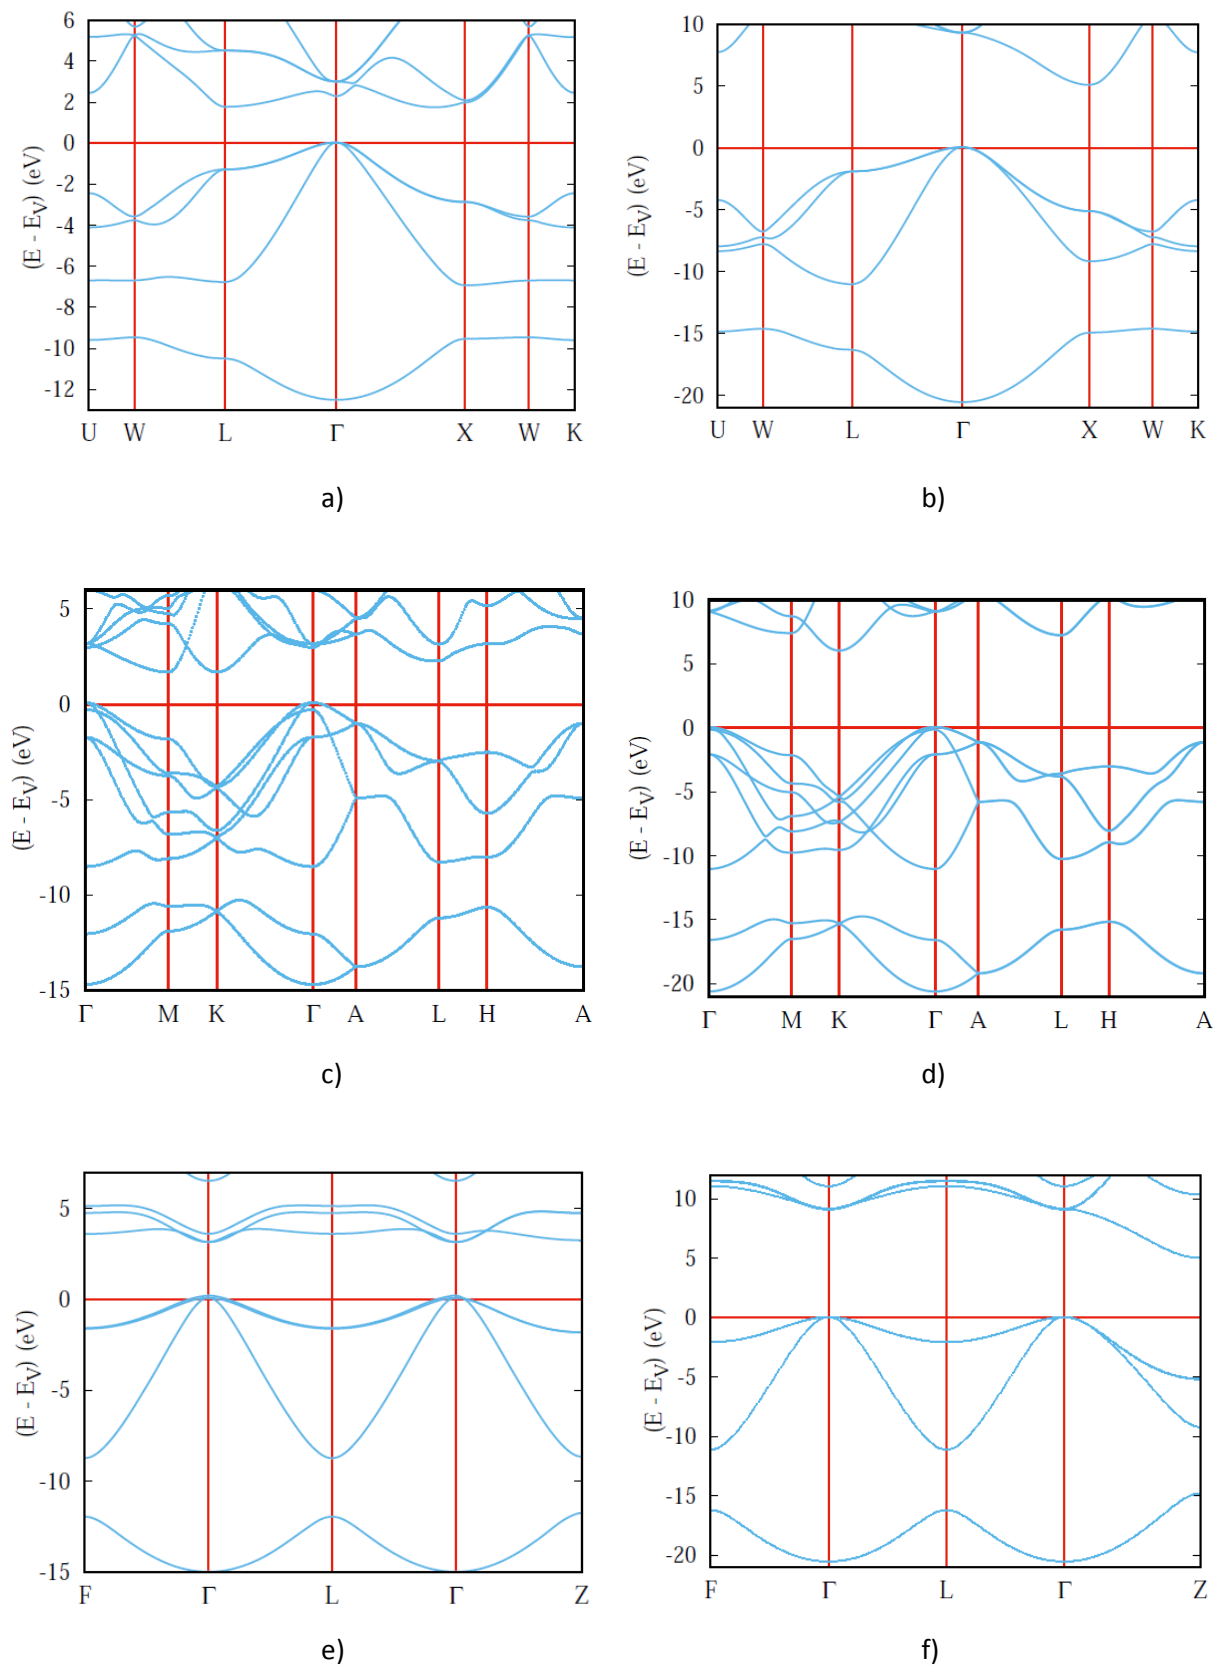 6
4
2
0
-2
-4
-6
-8
-10
-12
(E - EV) (eV)
U W L Γ X W K
a)
10
5
0
-5
-10
-15
-20
(E - EV) (eV)
U W L Γ X W K
b)
5
0
-5
-10
-15
(E - EV) (eV)
Γ M K Γ A L H A
c)
10
5
0
-5
-10
-15
-20
(E - EV) (eV)
Γ M K Γ A L H A
d)
5
0
-5
-10
-15
(E - EV) (eV)
F Γ L Γ Z
e)
10
5
0
-5
-10
-15
-20
(E - EV) (eV)
F Γ L Γ Z
f)